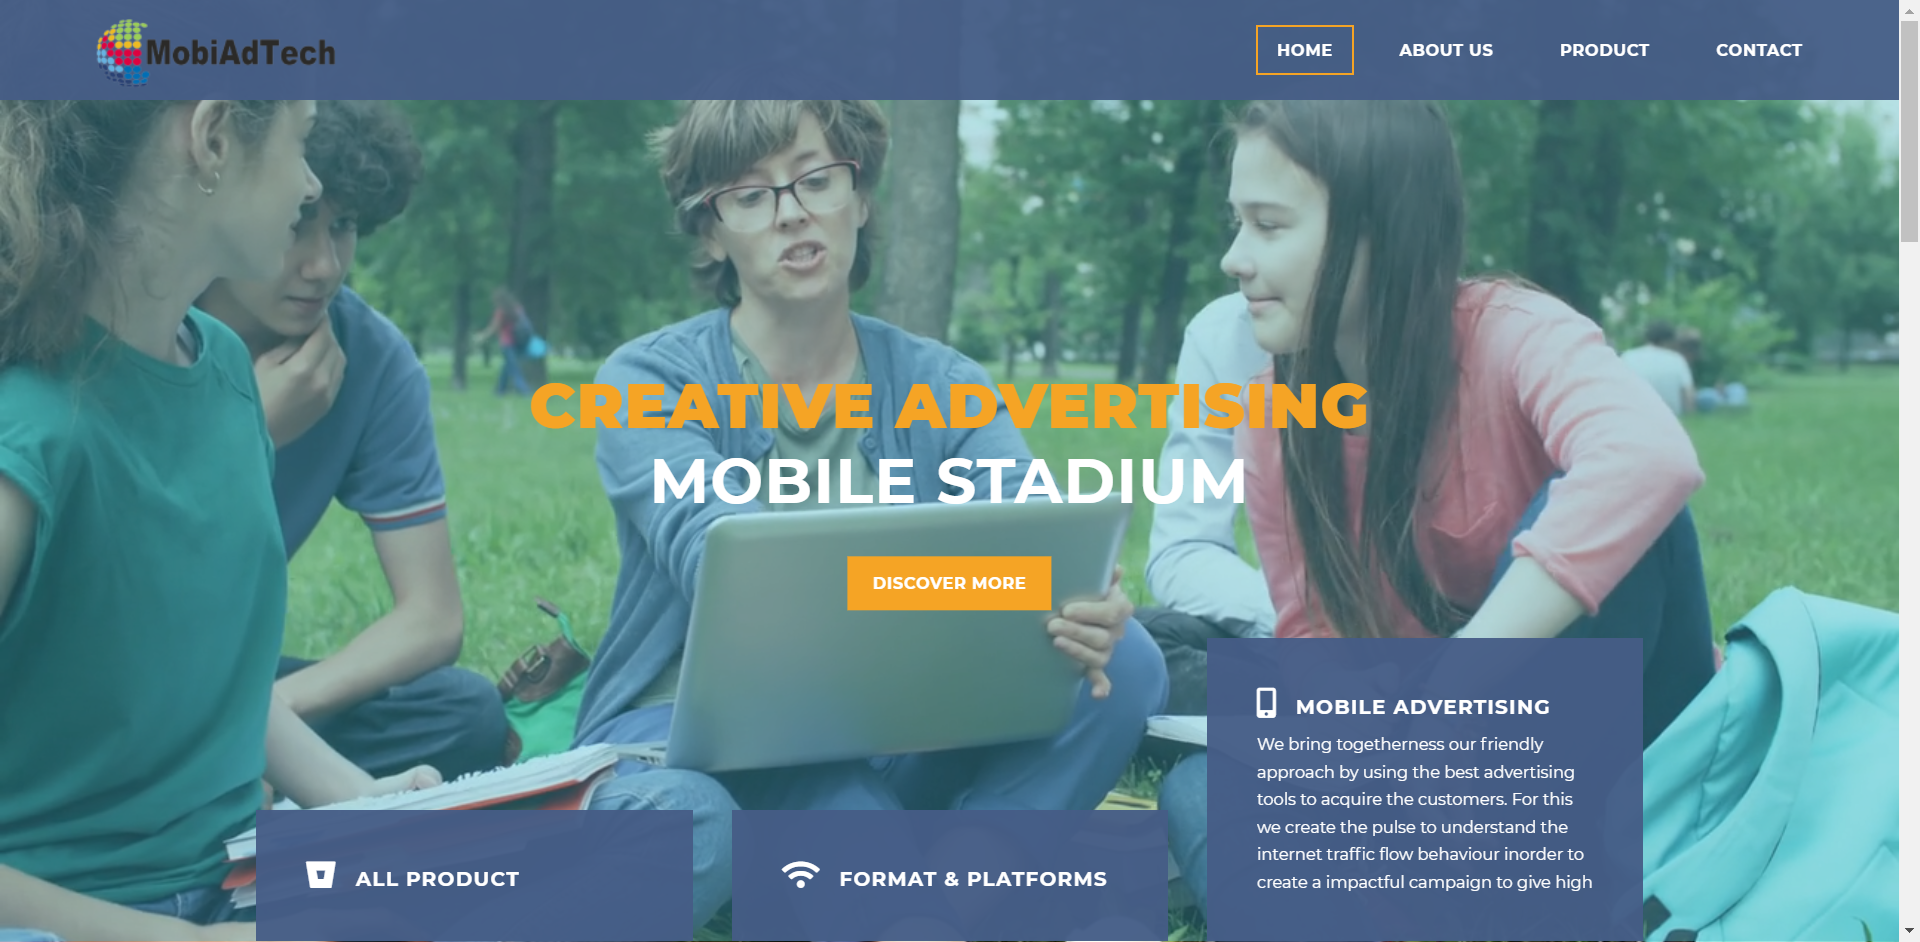 MobiAdTech
HOME
ABOUT US
PRODUCT
CONTACT
CREATIVE ADVERTISING
MOBILE STADIUM
DISCOVER MORE
ALL PRODUCT
FORMAT & PLATFORMS
MOBILE ADVERTISING
We bring togetherness our friendly
approach by using the best advertising
tools to acquire the customers. For this
we create the pulse to understand the
internet traffic flow behaviour inorder to
create a impactful campaign to give high